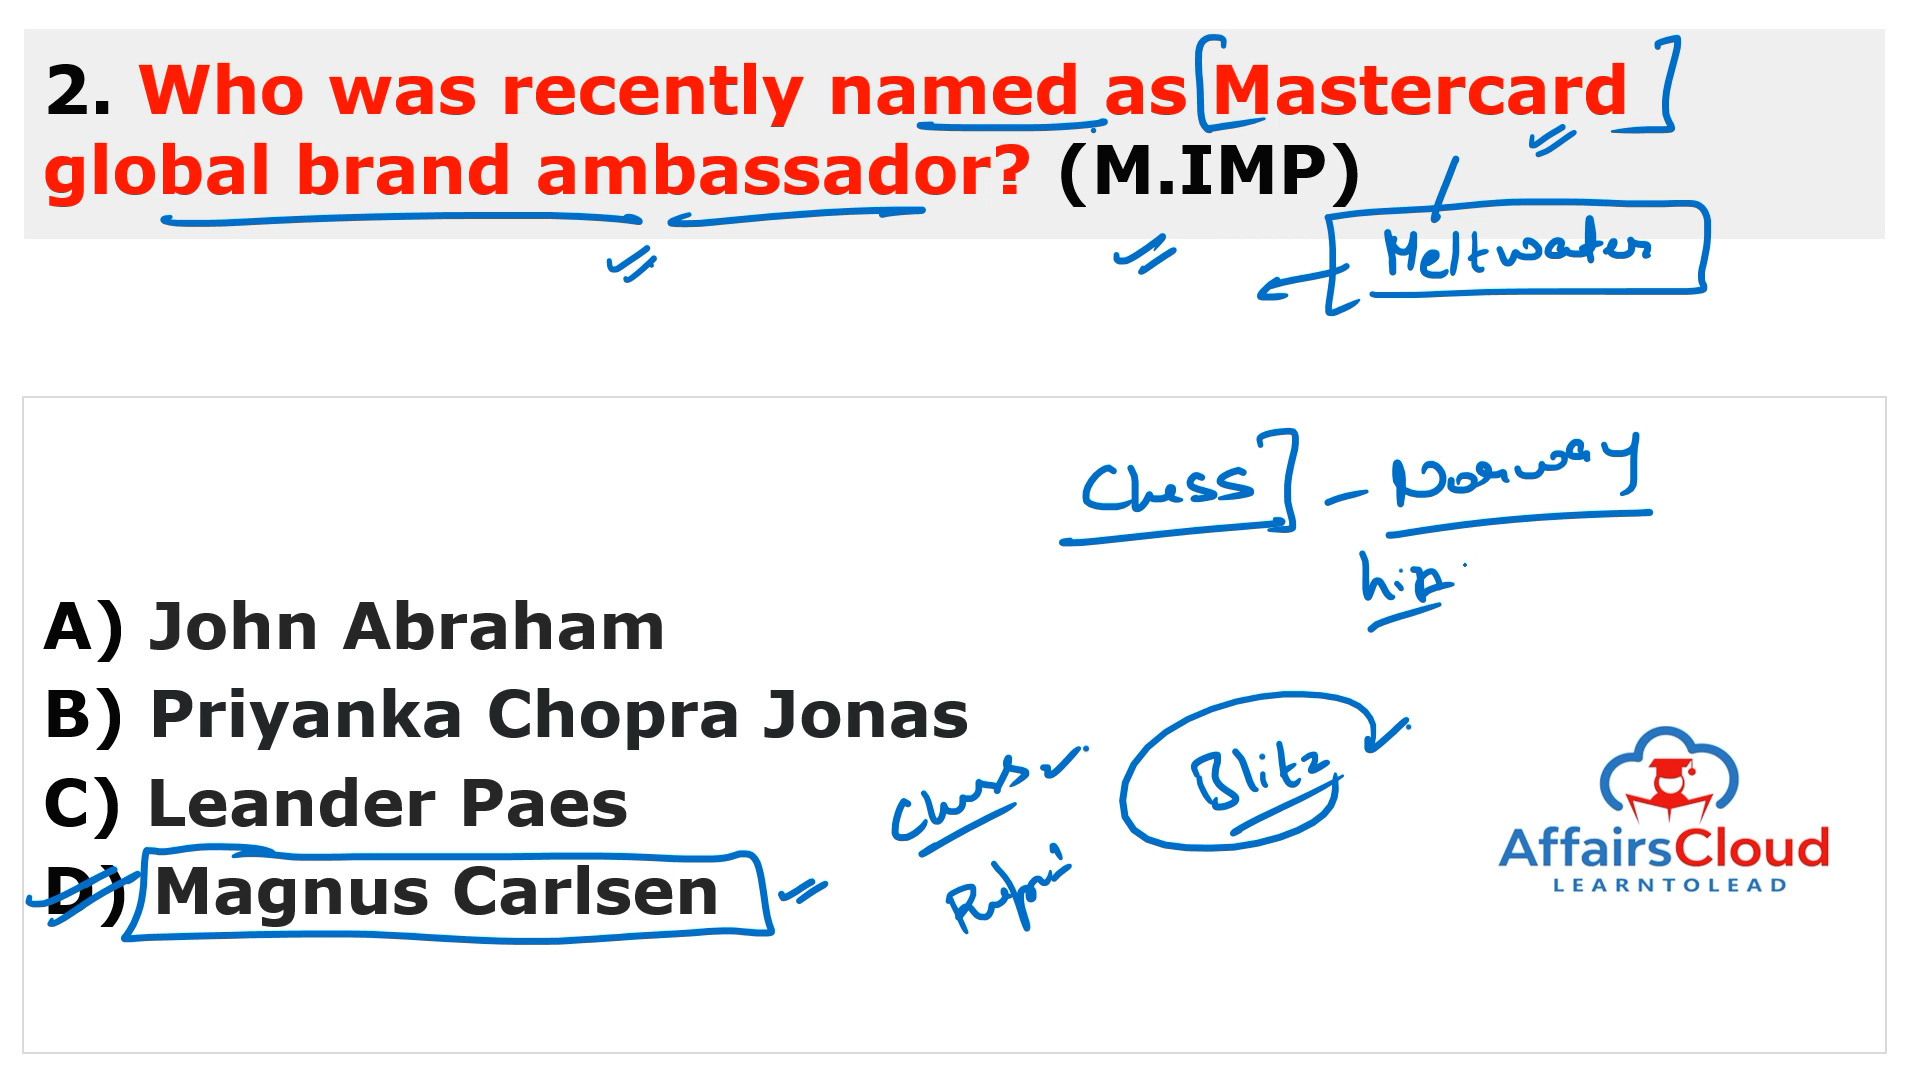 2. Who was recently named as [Mastercard]
global brand ambassador? (M.IMP)
Meltwater
Chess] - Norway
A) John Abraham
B) Priyanka Chopra Jonas
Chess
Blitz
C) Leander Paes
D) Magnus Carlsen
AffairsCloud
LEARNTOLEAD